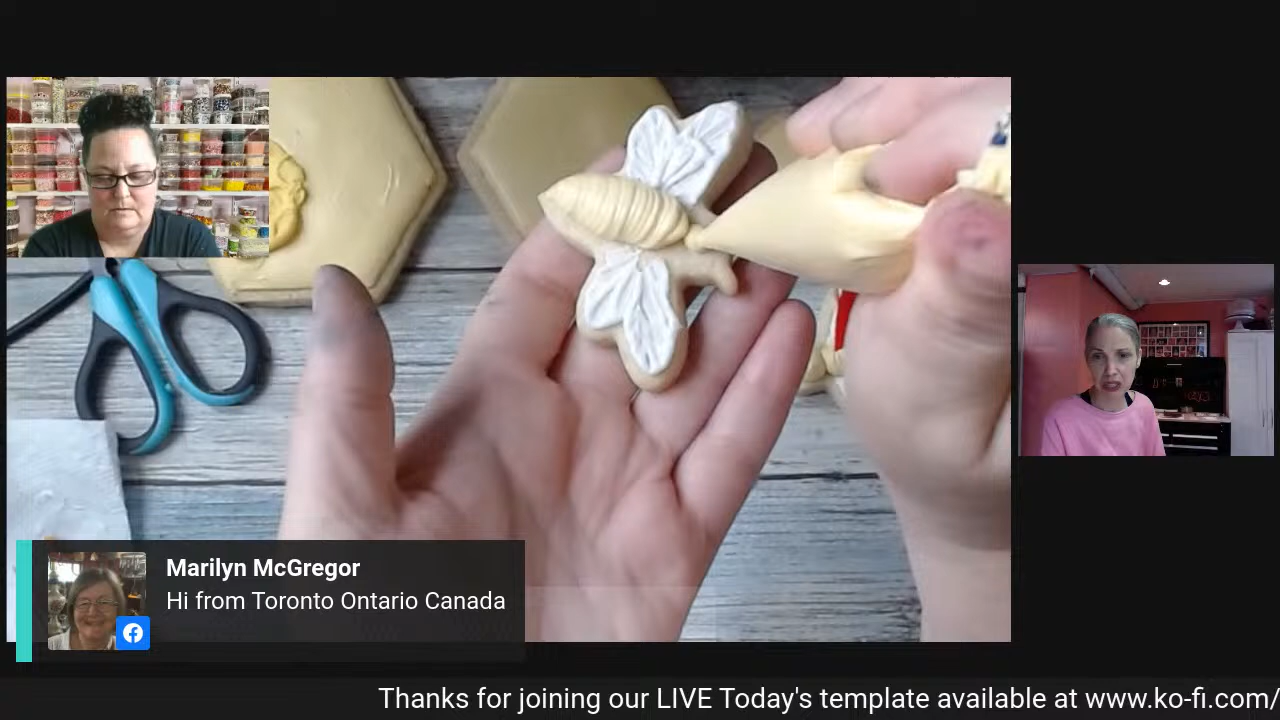 Marilyn McGregor
Hi from Toronto Ontario Canada
Thanks for joining our LIVE Today's template available at www.ko-fi.com/